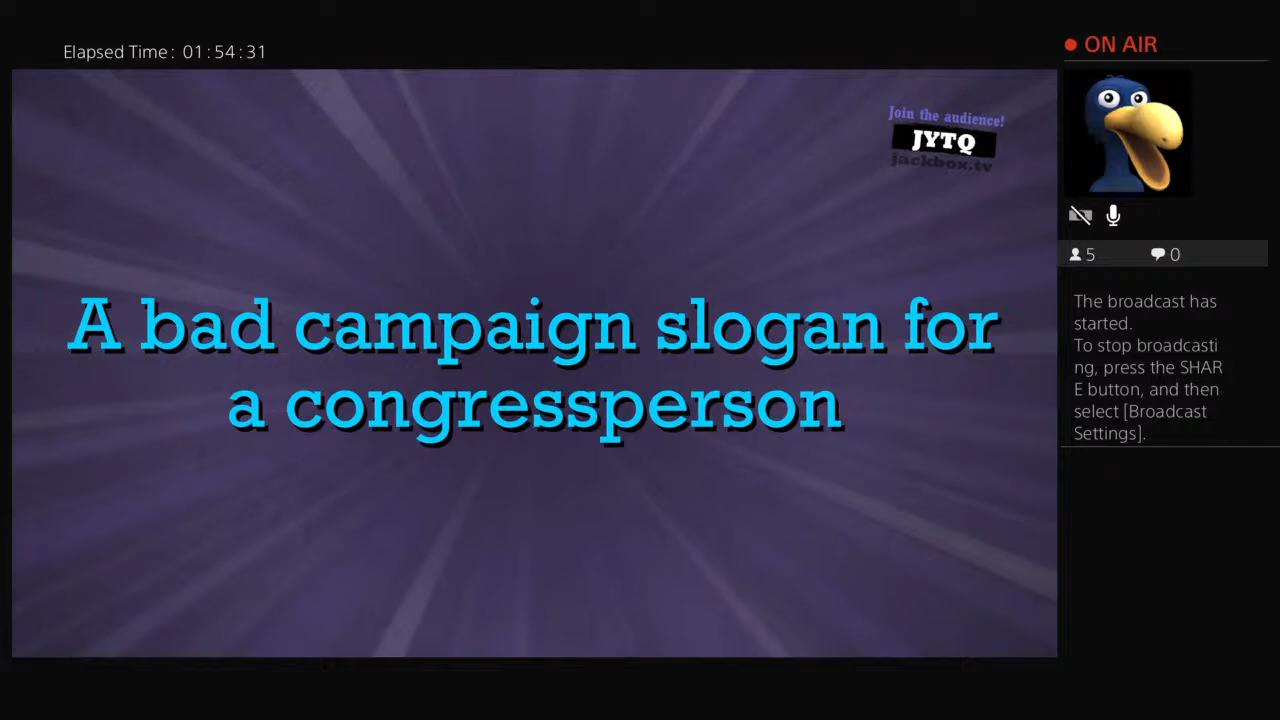 Elapsed Time: 01:54:31
ON AIR
Join the audience!
JYTQ
jackbox.tv
5 0
A bad campaign slogan for
a congressperson
The broadcast has
started.
To stop broadcasti
ng, press the SHAR
E button, and then
select [Broadcast
Settings].